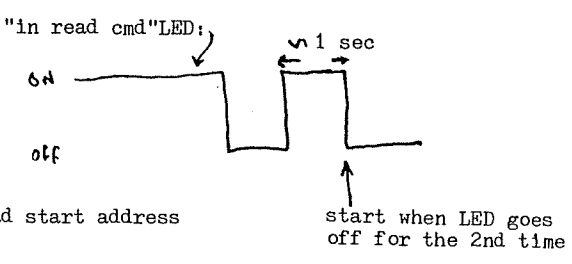 "in read cmd"LED:
∽ 1 sec
ON
Off
d start address
start when LED goes
off for the 2nd time